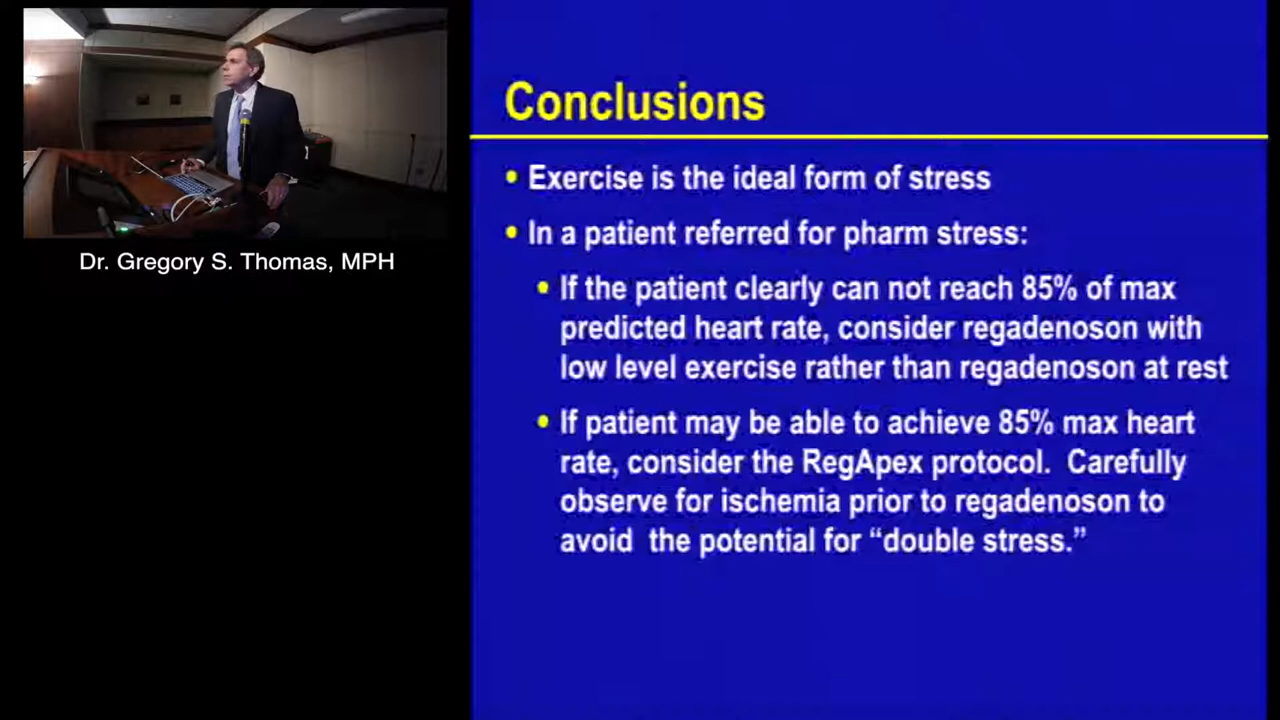 Conclusions
• Exercise is the ideal form of stress
• In a patient referred for pharm stress:
• If the patient clearly can not reach 85% of max
predicted heart rate, consider regadenoson with
low level exercise rather than regadenoson at rest
• If patient may be able to achieve 85% max heart
rate, consider the RegApex protocol. Carefully
observe for ischemia prior to regadenoson to
avoid the potential for “double stress.”
Dr. Gregory S. Thomas, MPH